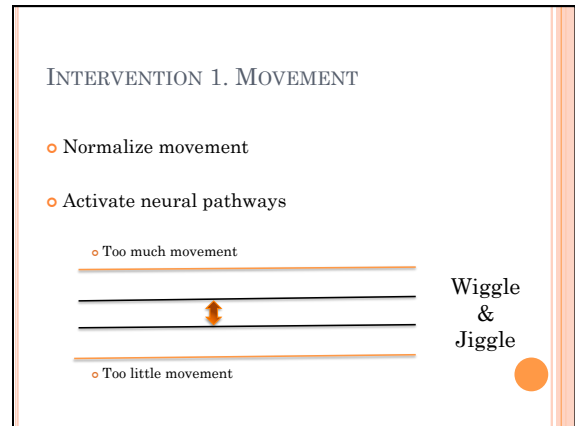 INTERVENTION 1. MOVEMENT
Normalize movement
Activate neural pathways
Too much movement
Wiggle
&
Jiggle
Too little movement